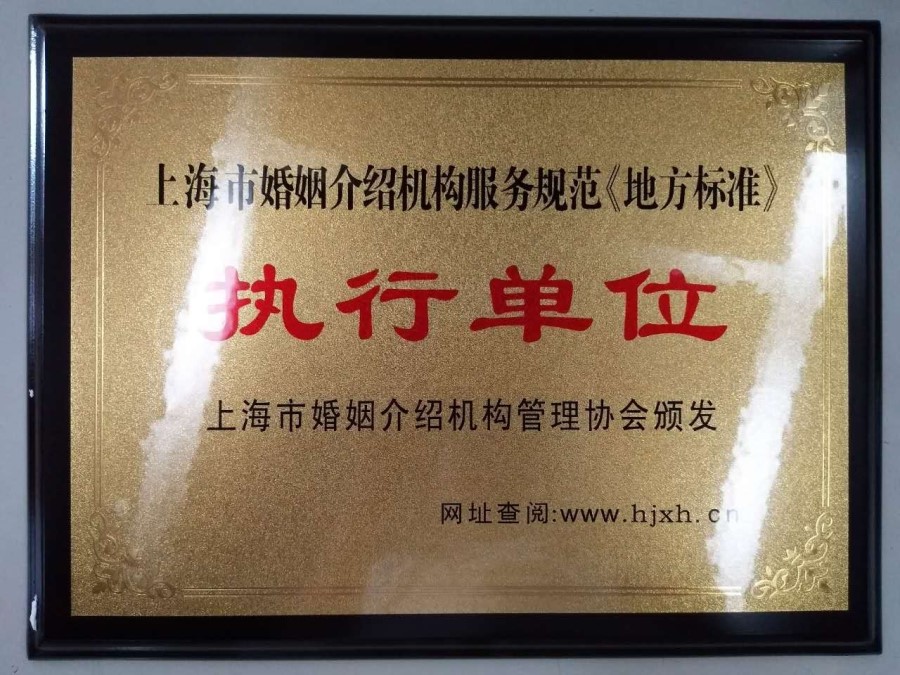 上海市婚姻介绍机构服务规范《地方标准》
执行单位
上海市婚姻介绍机构管理协会颁发
网址查阅:www.hjxh.cn